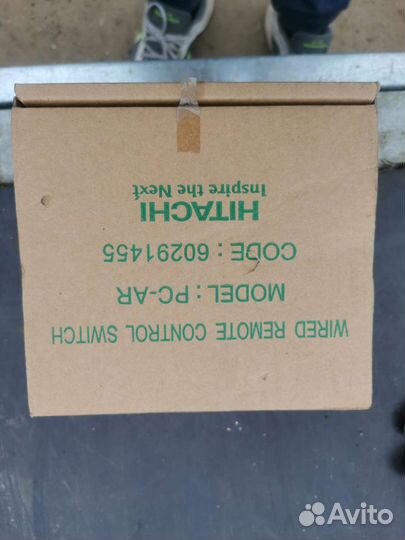 WIRED REMOTE CONTROL SWITCH
MODEL : PC-AR
CODE : 60291455
HITACHI
Inspire the Next
Avito